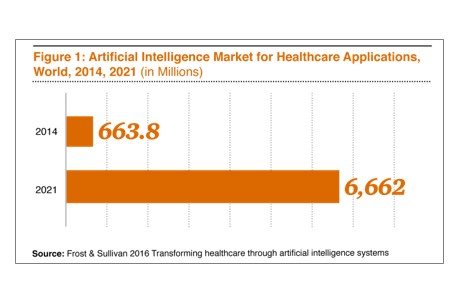 Figure 1: Artificial Intelligence Market for Healthcare Applications,
World, 2014, 2021 (in Millions)
2014 663.8
2021 6,662
Source: Frost & Sullivan 2016 Transforming healthcare through artificial intelligence systems